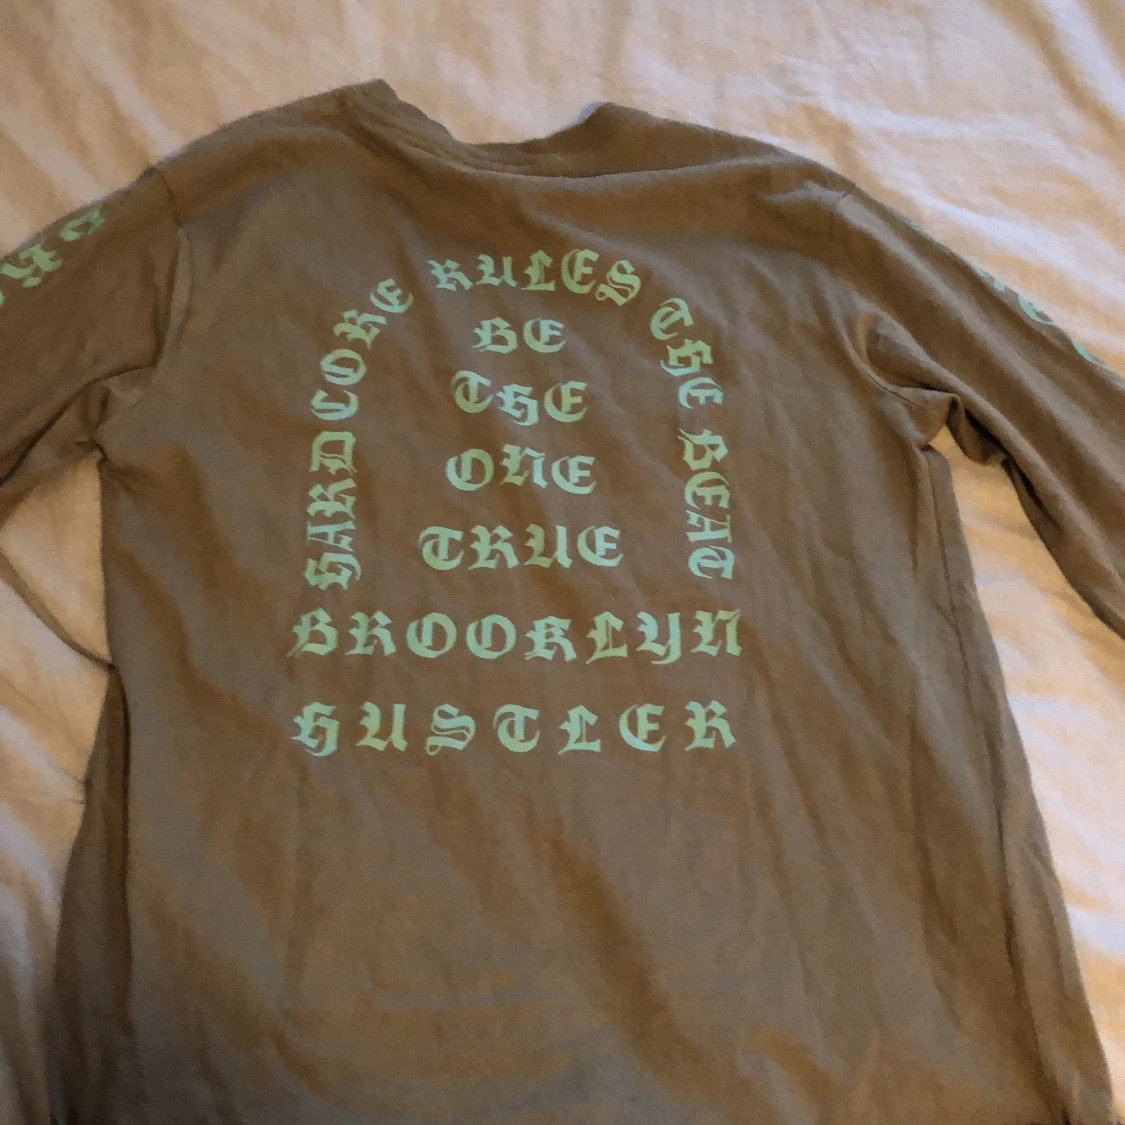 HARDCORE RULES THE BEAT
BE
THE
ONE
TRUE
BROOKLYN
HUSTLER